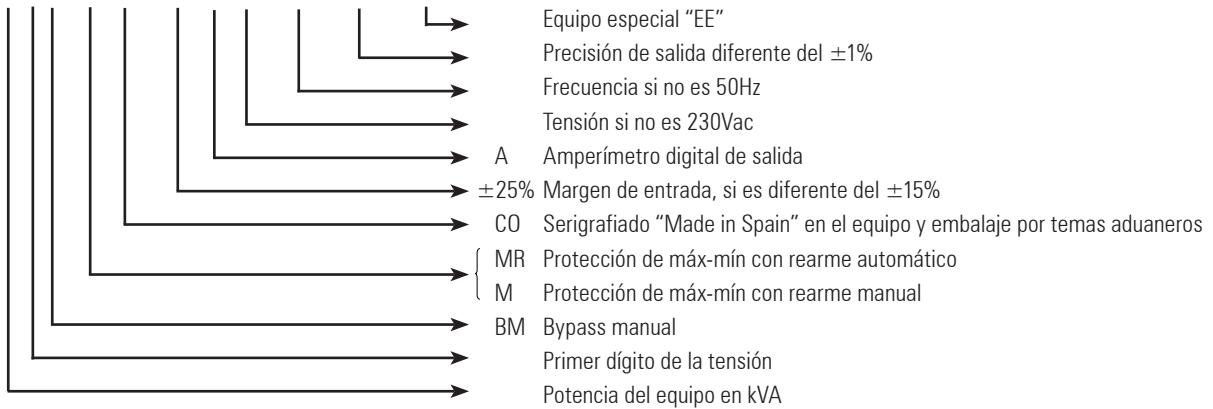 Equipo especial “EE”
Precisión de salida diferente del ±1%
Frecuencia si no es 50Hz
Tensión si no es 230Vac
A Amperímetro digital de salida
±25% Margen de entrada, si es diferente del ±15%
CO Serigrafiado “Made in Spain” en el equipo y embalaje por temas aduaneros
MR Protección de máx-mín con rearme automático
M Protección de máx-mín con rearme manual
BM Bypass manual
Primer dígito de la tensión
Potencia del equipo en kVA